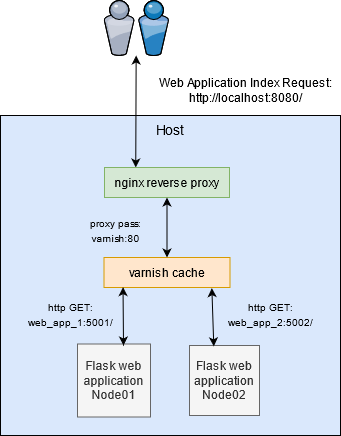 Web Application Index Request:
http://localhost:8080/
Host
nginx reverse proxy
proxy pass:
varnish:80
varnish cache
http GET:
web_app_1:5001/
http GET:
web_app_2:5002/
Flask web
application
Node01
Flask web
application
Node02